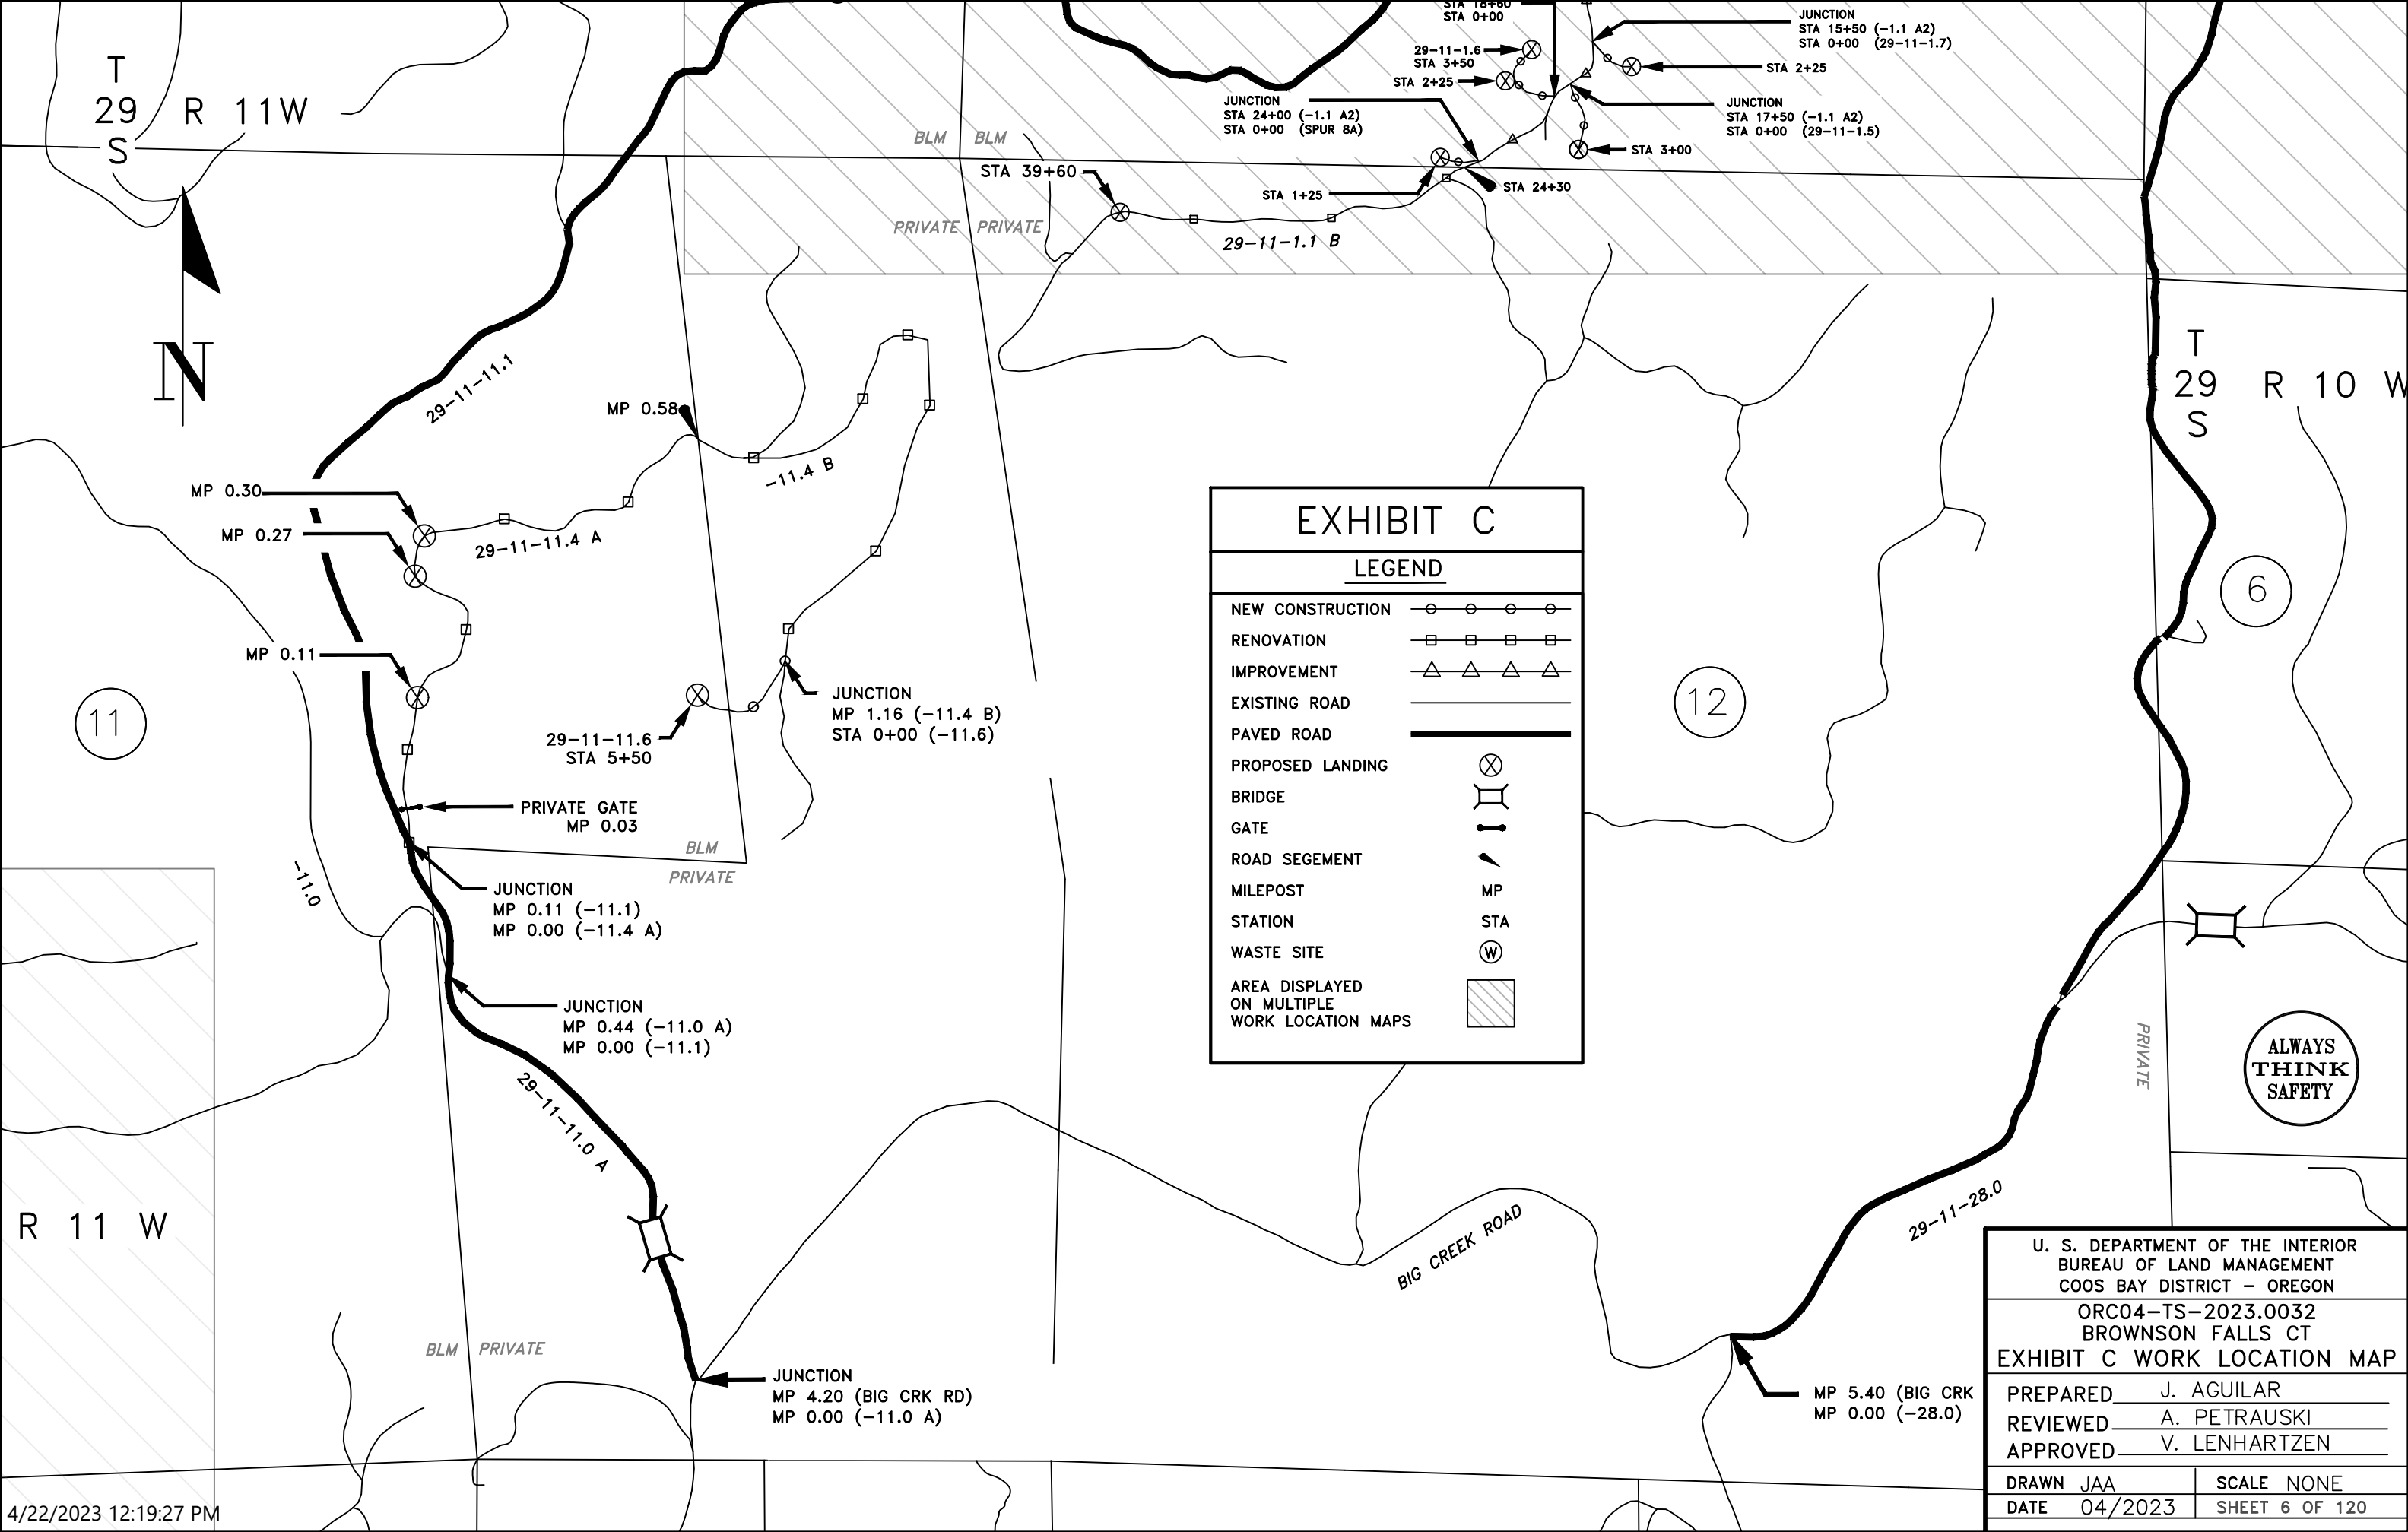 STA 18+60
STA 0+00
JUNCTION
STA 15+50 (-1.1 A2)
STA 0+00 (29-11-1.7)
29-11-1.6
STA 3+50
STA 2+25
STA 2+25
T
29 R 11W
S
JUNCTION
STA 24+00 (-1.1 A2)
STA 0+00 (SPUR 8A)
JUNCTION
STA 17+50 (-1.1 A2)
STA 0+00 (29-11-1.5)
BLM BLM
STA 3+00
STA 39+60
STA 1+25
STA 24+30
PRIVATE PRIVATE
29-11-1.1 B
N
29-11-11.1
T
29 R 10 W
S
MP 0.58
-11.4 B
MP 0.30
MP 0.27
29-11-11.4 A
MP 0.11
11
JUNCTION
MP 1.16 (-11.4 B)
STA 0+00 (-11.6)
29-11-11.6
STA 5+50
PRIVATE GATE
MP 0.03
BLM
PRIVATE
-11.0
JUNCTION
MP 0.11 (-11.1)
MP 0.00 (-11.4 A)
JUNCTION
MP 0.44 (-11.0 A)
MP 0.00 (-11.1)
29-11-11.0 A
R 11 W
BLM PRIVATE
JUNCTION
MP 4.20 (BIG CRK RD)
MP 0.00 (-11.0 A)
EXHIBIT C
LEGEND
NEW CONSTRUCTION
RENOVATION
IMPROVEMENT
EXISTING ROAD
PAVED ROAD
PROPOSED LANDING
BRIDGE
GATE
ROAD SEGEMENT
MILEPOST MP
STATION STA
WASTE SITE W
AREA DISPLAYED
ON MULTIPLE
WORK LOCATION MAPS
12
6
PRIVATE
ALWAYS
THINK
SAFETY
BIG CREEK ROAD
29-11-28.0
MP 5.40 (BIG CRK
MP 0.00 (-28.0)
U. S. DEPARTMENT OF THE INTERIOR
BUREAU OF LAND MANAGEMENT
COOS BAY DISTRICT - OREGON
ORC04-TS-2023.0032
BROWNSON FALLS CT
EXHIBIT C WORK LOCATION MAP
PREPARED J. AGUILAR
REVIEWED A. PETRAUSKI
APPROVED V. LENHARTZEN
DRAWN JAA SCALE NONE
DATE 04/2023 SHEET 6 OF 120
4/22/2023 12:19:27 PM